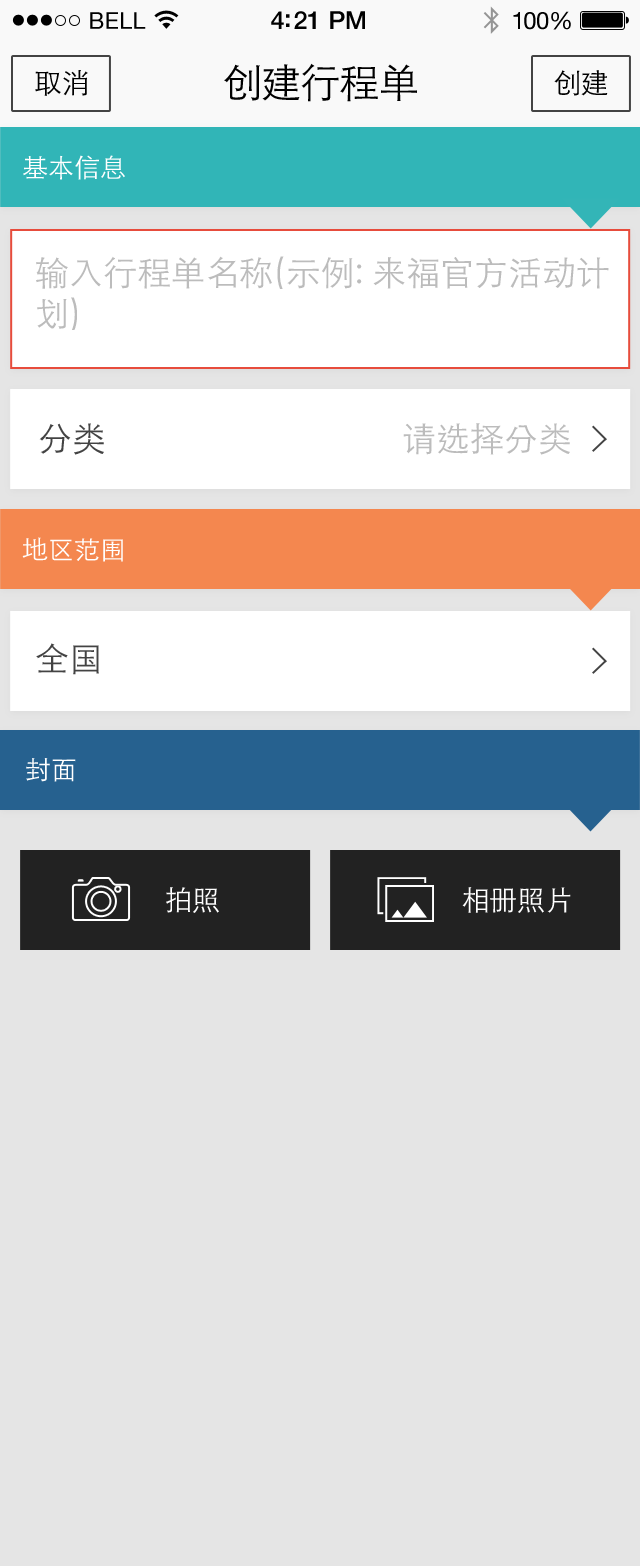 BELL 4:21 PM 100%
取消 创建行程单 创建
基本信息
输入行程单名称(示例: 来福官方活动计
划)
分类 请选择分类
地区范围
全国
封面
拍照 相册照片